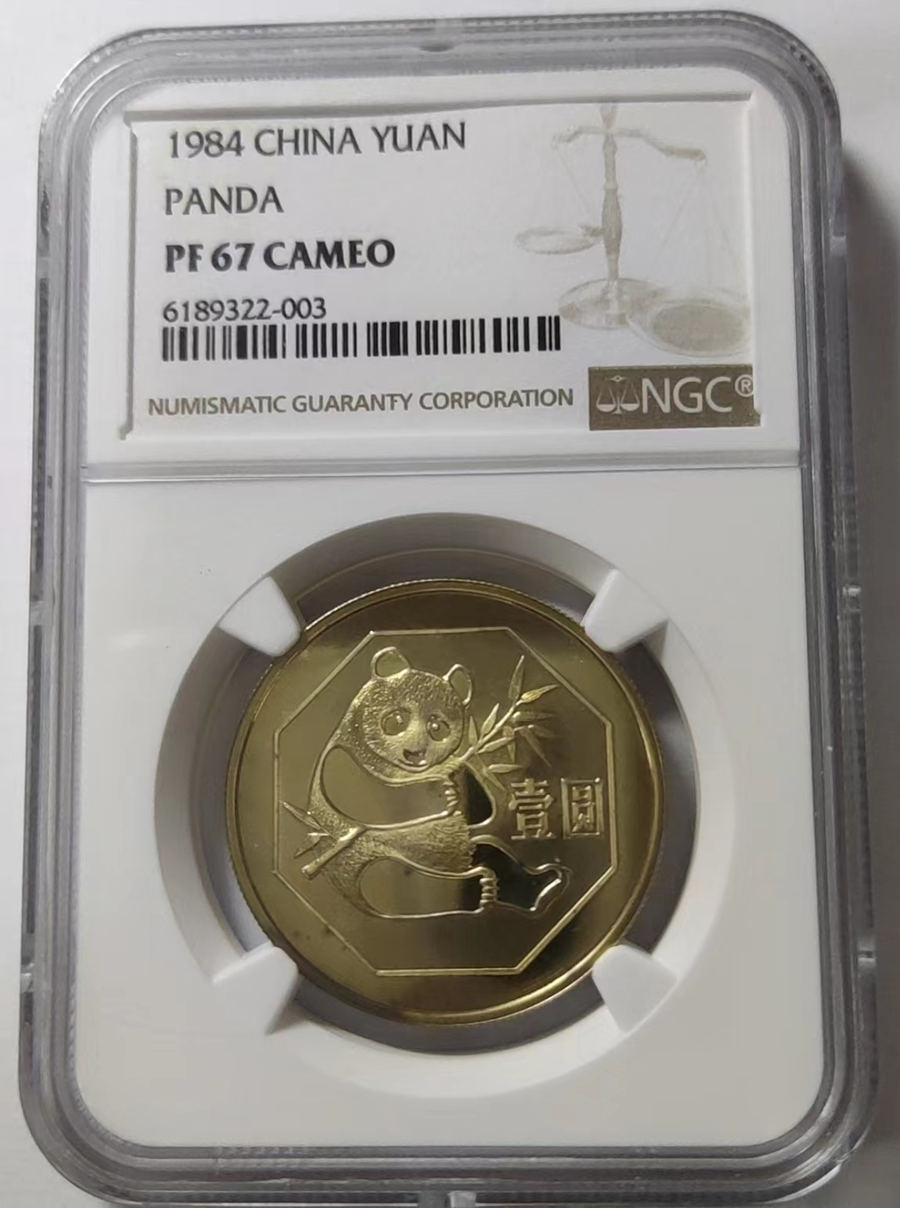 1984 CHINA YUAN
PANDA
PF 67 CAMEO
6189322-003
NUMISMATIC GUARANTY CORPORATION NGC®
壹圆